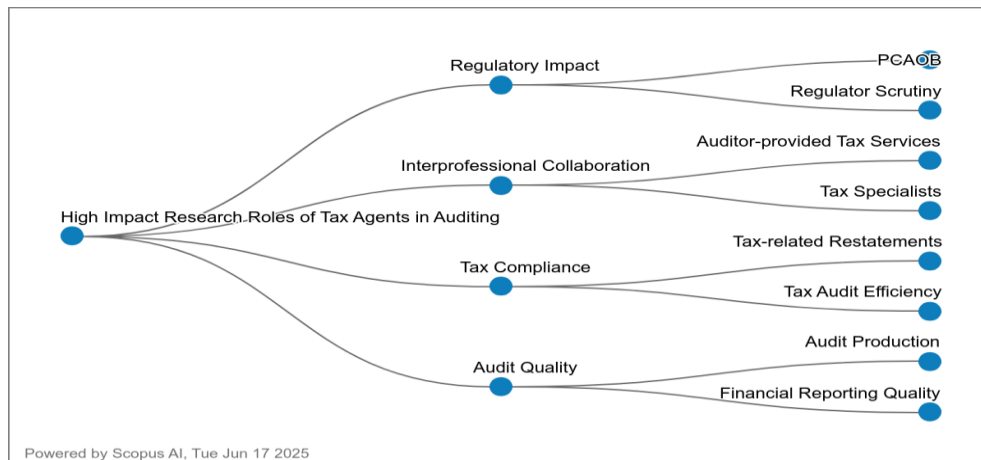 PCAOB
Regulatory Impact
Regulator Scrutiny
Auditor-provided Tax Services
Interprofessional Collaboration
Tax Specialists
High Impact Research Roles of Tax Agents in Auditing
Tax-related Restatements
Tax Compliance
Tax Audit Efficiency
Audit Production
Audit Quality
Financial Reporting Quality
Powered by Scopus AI, Tue Jun 17 2025